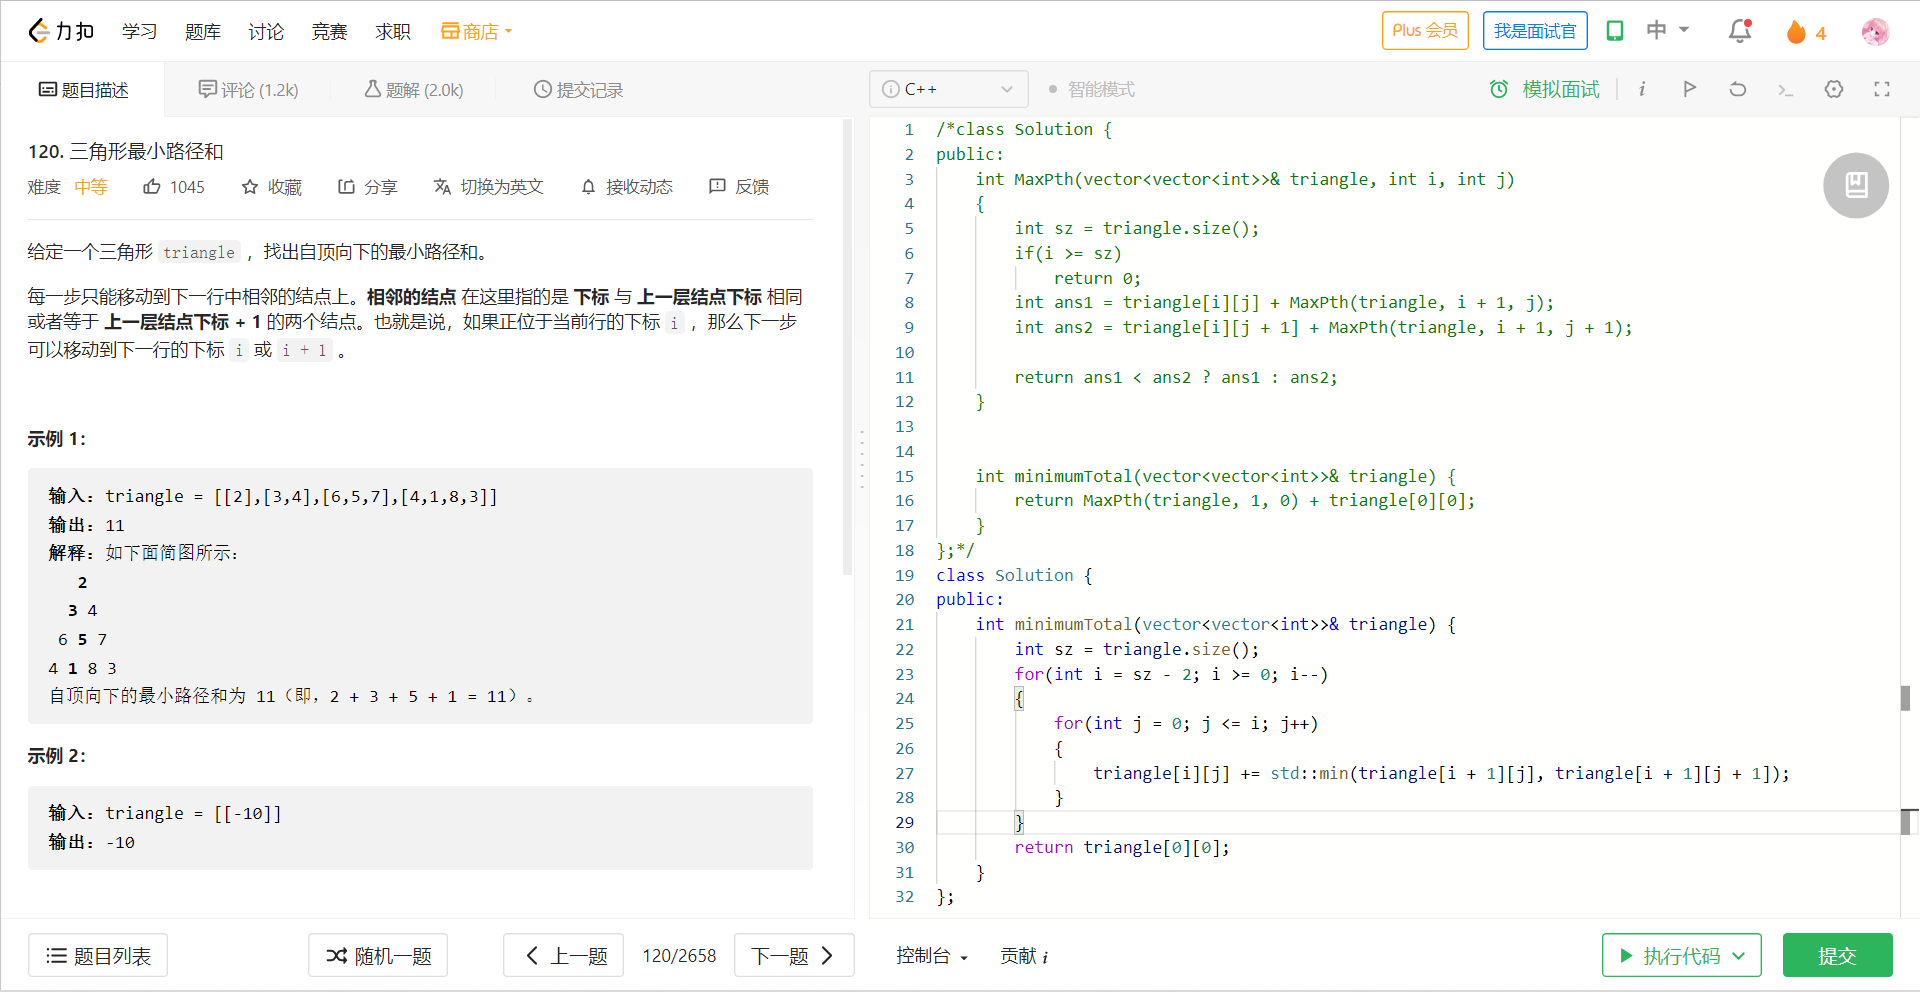 力扣 学习 题库 讨论 竞赛 求职 商店 Plus 会员 我是面试官 中 4
题目描述 评论 (1.2k) 题解 (2.0k) 提交记录
120. 三角形最小路径和
难度 中等 1045 收藏 分享 切换为英文 接收动态 反馈
给定一个三角形 triangle ，找出自顶向下的最小路径和。
每一步只能移动到下一行中相邻的结点上。相邻的结点 在这里指的是 下标 与 上一层结点下标 相同
或者等于 上一层结点下标 + 1 的两个结点。也就是说，如果正位于当前行的下标 i ，那么下一步
可以移动到下一行的下标 i 或 i + 1 。
示例 1：
输入：triangle = [[2],[3,4],[6,5,7],[4,1,8,3]]
输出：11
解释：如下面简图所示：
2
3 4
6 5 7
4 1 8 3
自顶向下的最小路径和为 11（即，2 + 3 + 5 + 1 = 11）。
示例 2：
输入：triangle = [[-10]]
输出：-10
题目列表 随机一题 上一题 120/2658 下一题
C++ 智能模式 模拟面试 i
1 /*class Solution {
2 public:
3     int MaxPth(vector<vector<int>>& triangle, int i, int j)
4     {
5         int sz = triangle.size();
6         if(i >= sz)
7             return 0;
8         int ans1 = triangle[i][j] + MaxPth(triangle, i + 1, j);
9         int ans2 = triangle[i][j + 1] + MaxPth(triangle, i + 1, j + 1);
10
11         return ans1 < ans2 ? ans1 : ans2;
12     }
13
14
15     int minimumTotal(vector<vector<int>>& triangle) {
16         return MaxPth(triangle, 1, 0) + triangle[0][0];
17     }
18 };*/
19 class Solution {
20 public:
21     int minimumTotal(vector<vector<int>>& triangle) {
22         int sz = triangle.size();
23         for(int i = sz - 2; i >= 0; i--)
24         {
25             for(int j = 0; j <= i; j++)
26             {
27                 triangle[i][j] += std::min(triangle[i + 1][j], triangle[i + 1][j + 1]);
28             }
29         }
30         return triangle[0][0];
31     }
32 };
控制台 贡献 i 执行代码 提交